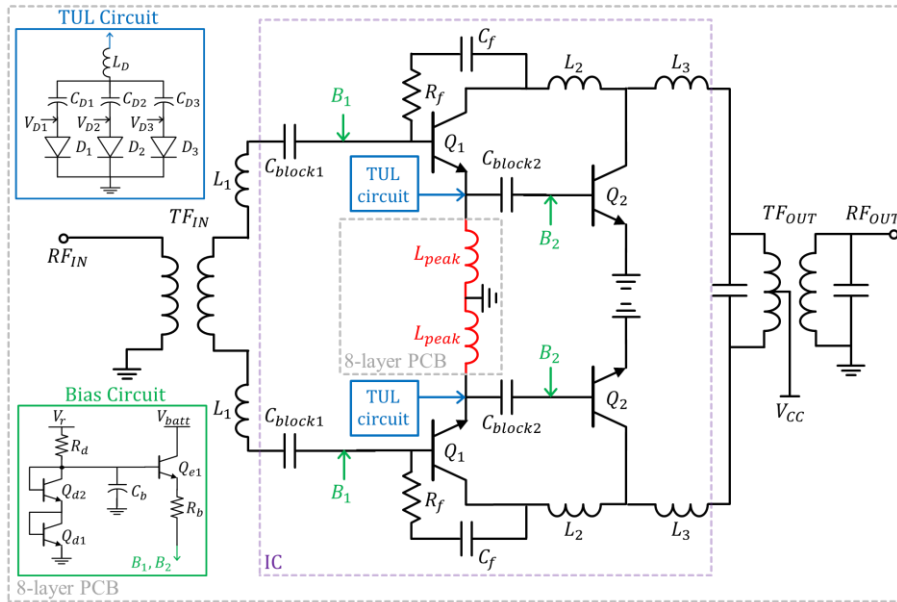 TUL Circuit
L_D
C_D1 C_D2 C_D3
V_D1 V_D2 V_D3
D_1 D_2 D_3
L_1
C_block1
B_1
R_f
C_f
Q_1
L_2
L_3
TUL
circuit
C_block2
Q_2
B_2
RF_IN
TF_IN
L_peak
L_peak
8-layer PCB
TF_OUT
RF_OUT
V_CC
B_2
TUL
circuit
C_block2
Q_2
L_1
C_block1
Q_1
B_1
R_f
C_f
L_2
L_3
IC
Bias Circuit
V_r
V_batt
R_d
Q_e1
Q_d2
C_b
R_b
Q_d1
B_1, B_2
8-layer PCB